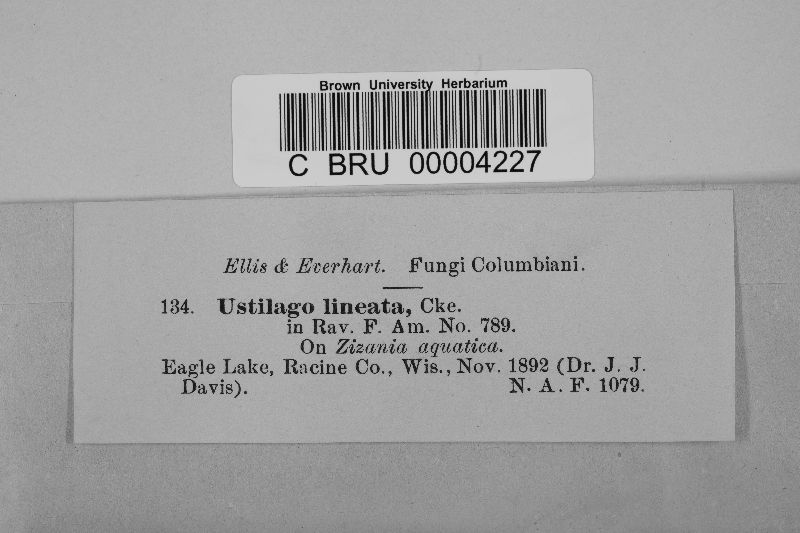 Brown University Herbarium
C BRU 00004227
Ellis & Everhart. Fungi Columbiani.
134. Ustilago lineata, Cke.
in Rav. F. Am. No. 789.
On Zizania aquatica.
Eagle Lake, Racine Co., Wis., Nov. 1892 (Dr. J. J.
Davis). N. A. F. 1079.